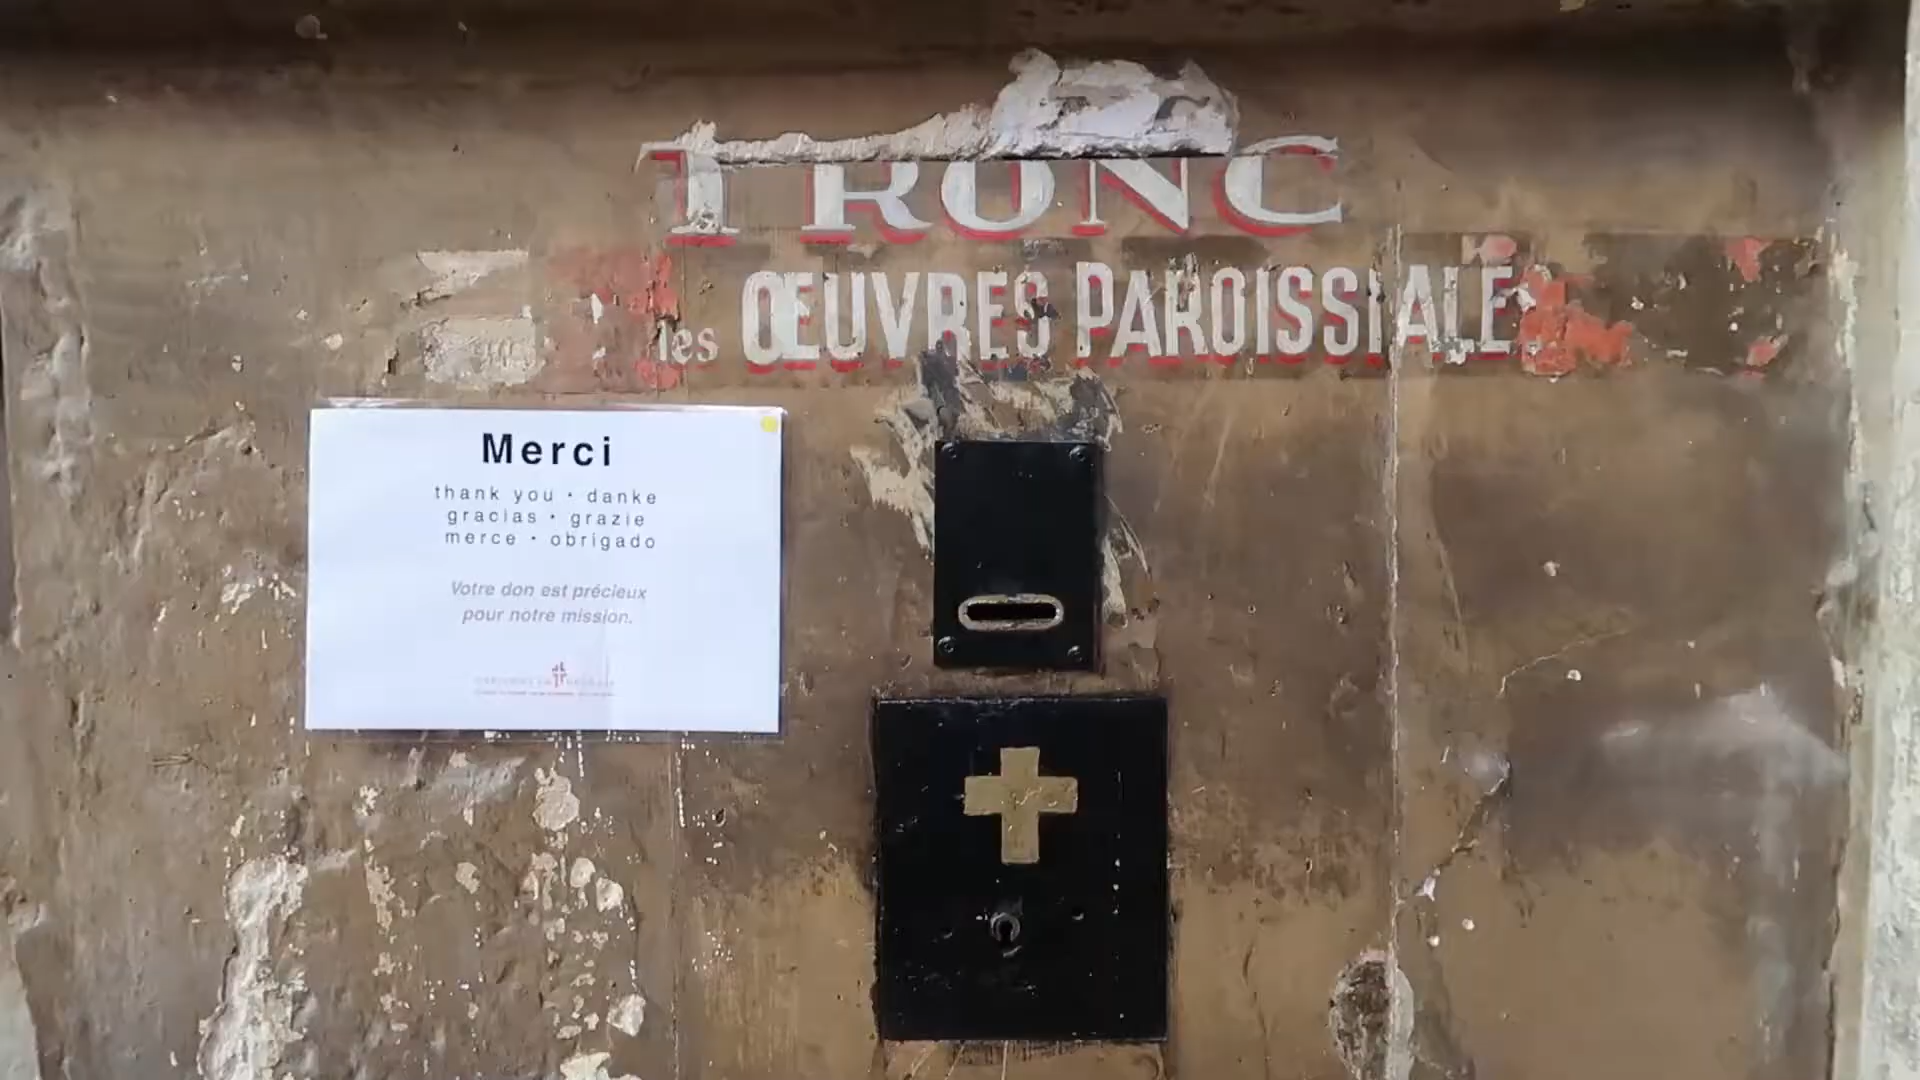 TRONC
les ŒUVRES PAROISSIALES
Merci
thank you • danke
gracias • grazie
merce • obrigado
Votre don est précieux
pour notre mission.